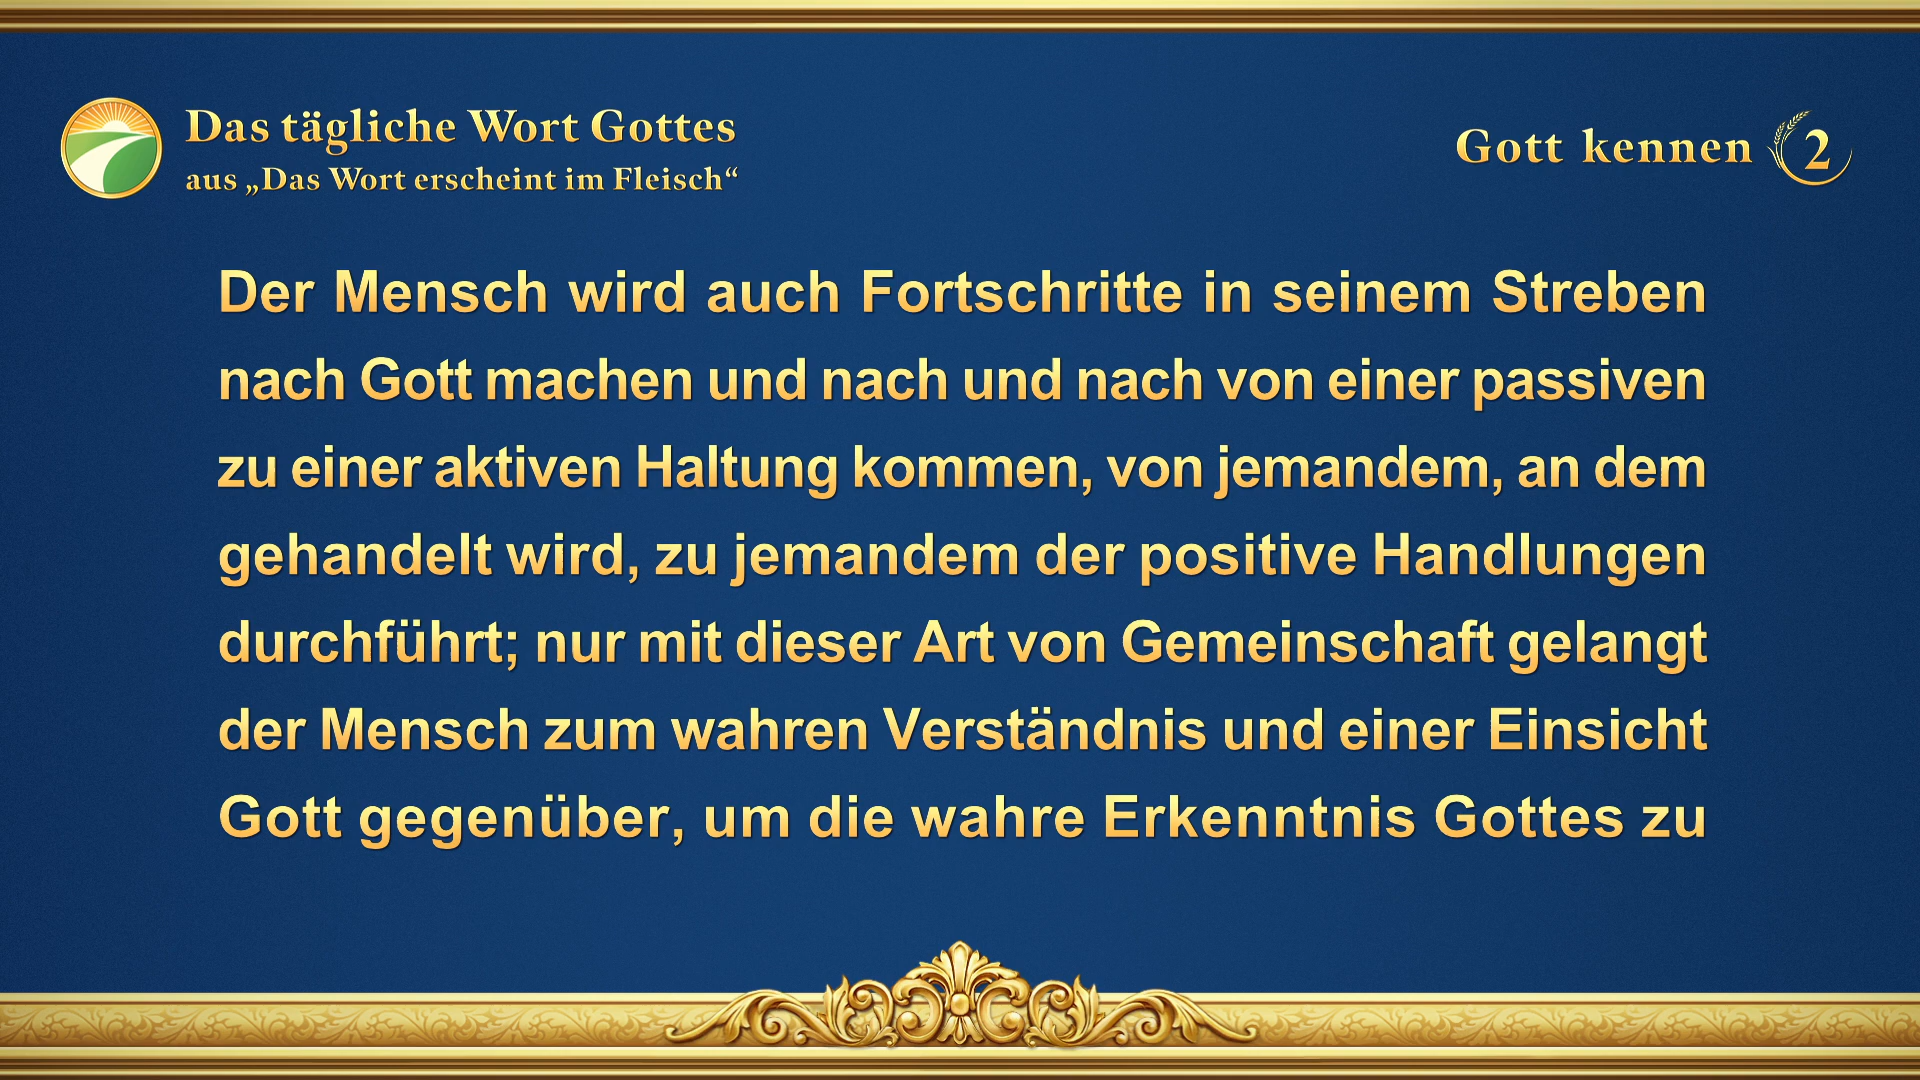 Das tägliche Wort Gottes
aus „Das Wort erscheint im Fleisch“
Gott kennen 2
Der Mensch wird auch Fortschritte in seinem Streben
nach Gott machen und nach und nach von einer passiven
zu einer aktiven Haltung kommen, von jemandem, an dem
gehandelt wird, zu jemandem der positive Handlungen
durchführt; nur mit dieser Art von Gemeinschaft gelangt
der Mensch zum wahren Verständnis und einer Einsicht
Gott gegenüber, um die wahre Erkenntnis Gottes zu